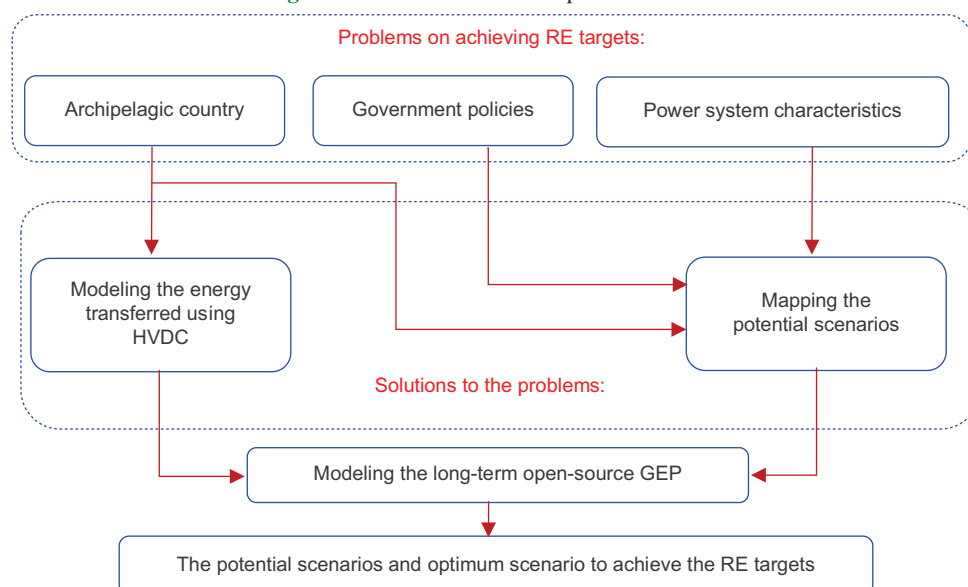 Problems on achieving RE targets:
Archipelagic country
Government policies
Power system characteristics
Modeling the energy
transferred using
HVDC
Mapping the
potential scenarios
Solutions to the problems:
Modeling the long-term open-source GEP
The potential scenarios and optimum scenario to achieve the RE targets